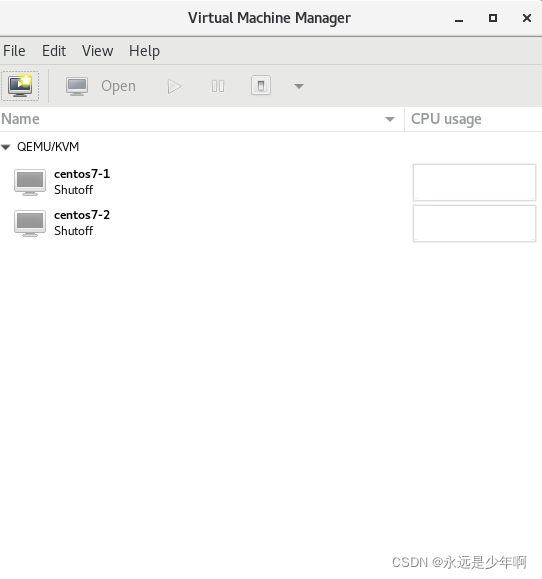 Virtual Machine Manager
File Edit View Help
Open
Name CPU usage
QEMU/KVM
centos7-1
Shutoff
centos7-2
Shutoff
CSDN @永远是少年啊